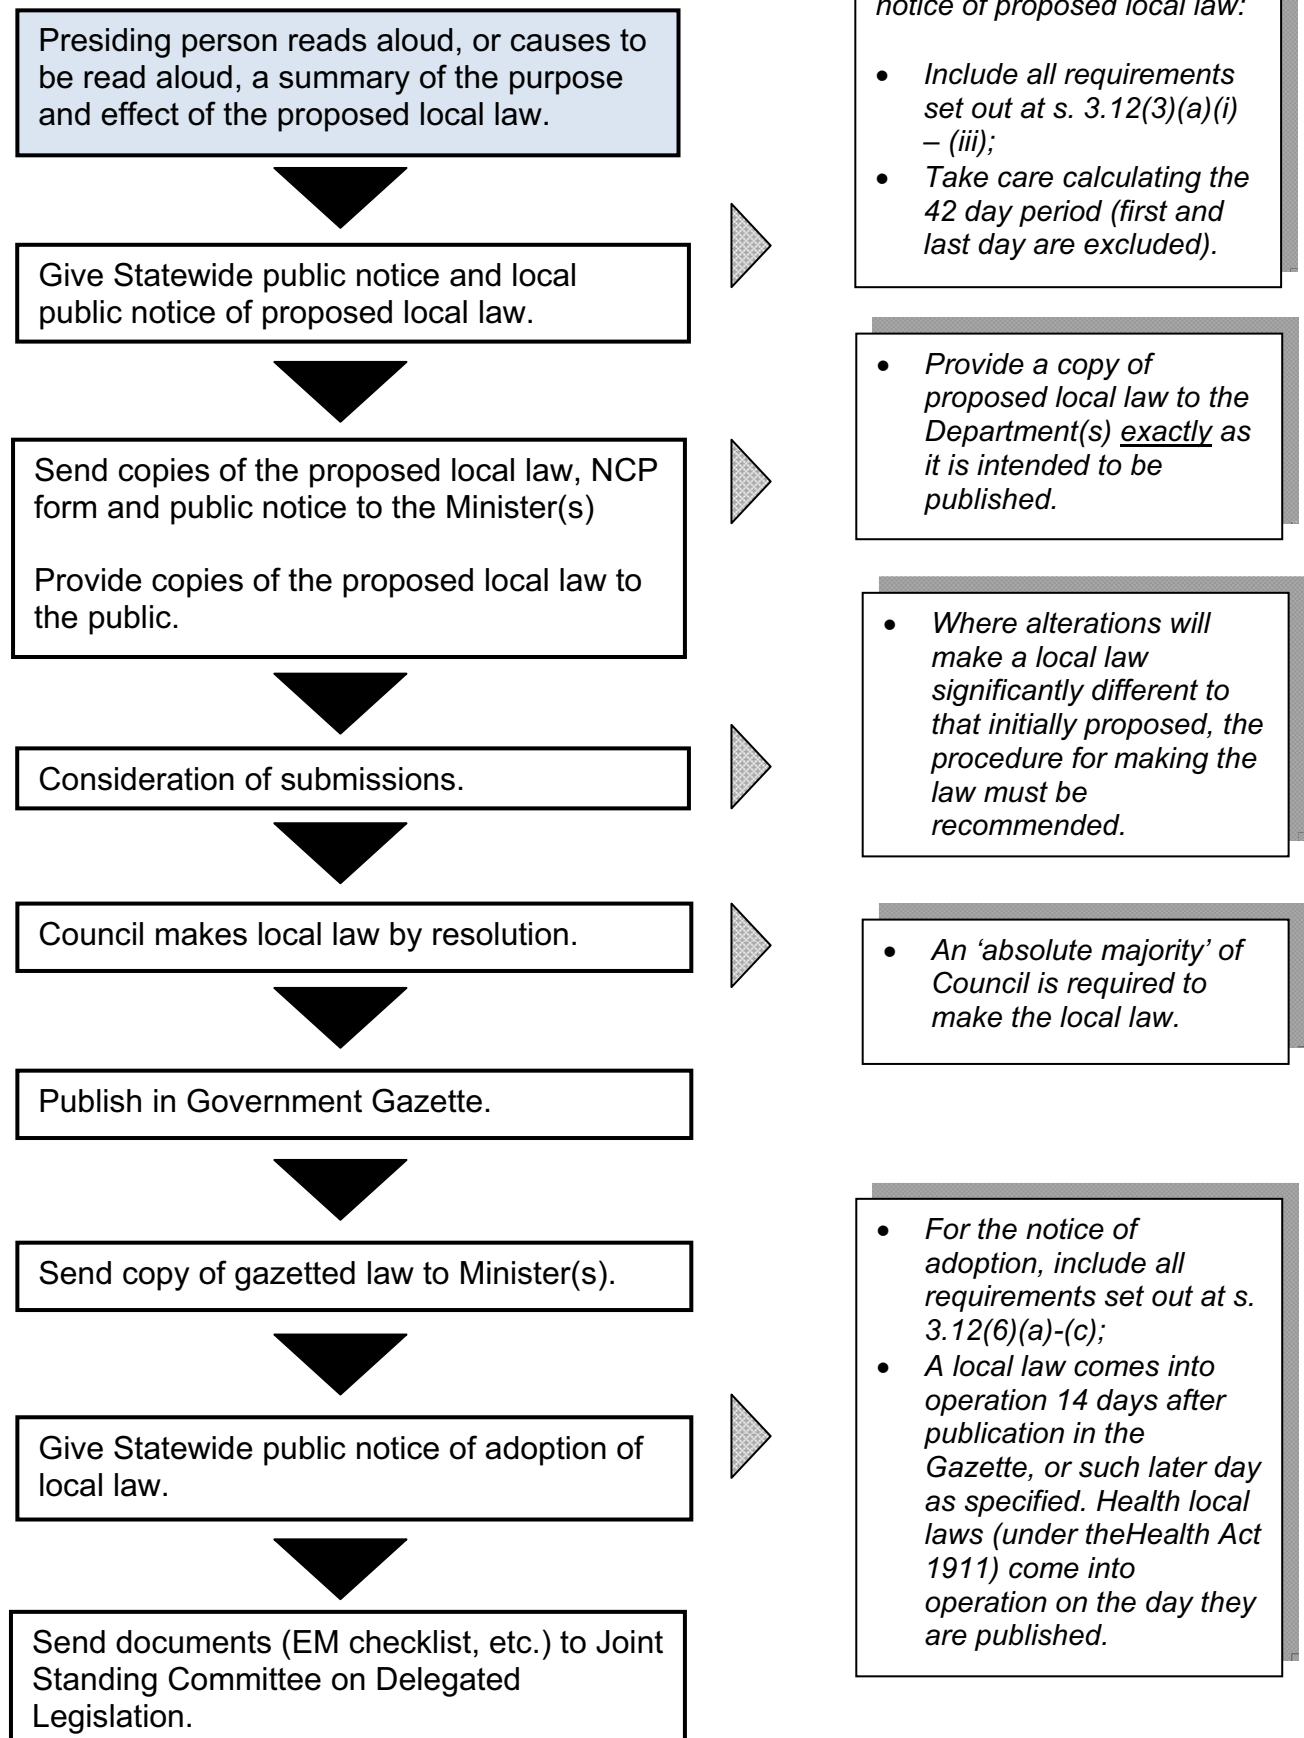 Presiding person reads aloud, or causes to
be read aloud, a summary of the purpose
and effect of the proposed local law.
notice of proposed local law:
• Include all requirements
set out at s. 3.12(3)(a)(i)
– (iii);
• Take care calculating the
42 day period (first and
last day are excluded).
Give Statewide public notice and local
public notice of proposed local law.
Send copies of the proposed local law, NCP
form and public notice to the Minister(s)
Provide copies of the proposed local law to
the public.
• Provide a copy of
proposed local law to the
Department(s) exactly as
it is intended to be
published.
Consideration of submissions.
• Where alterations will
make a local law
significantly different to
that initially proposed, the
procedure for making the
law must be
recommended.
Council makes local law by resolution.
• An ‘absolute majority’ of
Council is required to
make the local law.
Publish in Government Gazette.
Send copy of gazetted law to Minister(s).
Give Statewide public notice of adoption of
local law.
• For the notice of
adoption, include all
requirements set out at s.
3.12(6)(a)-(c);
• A local law comes into
operation 14 days after
publication in the
Gazette, or such later day
as specified. Health local
laws (under theHealth Act
1911) come into
operation on the day they
are published.
Send documents (EM checklist, etc.) to Joint
Standing Committee on Delegated
Legislation.